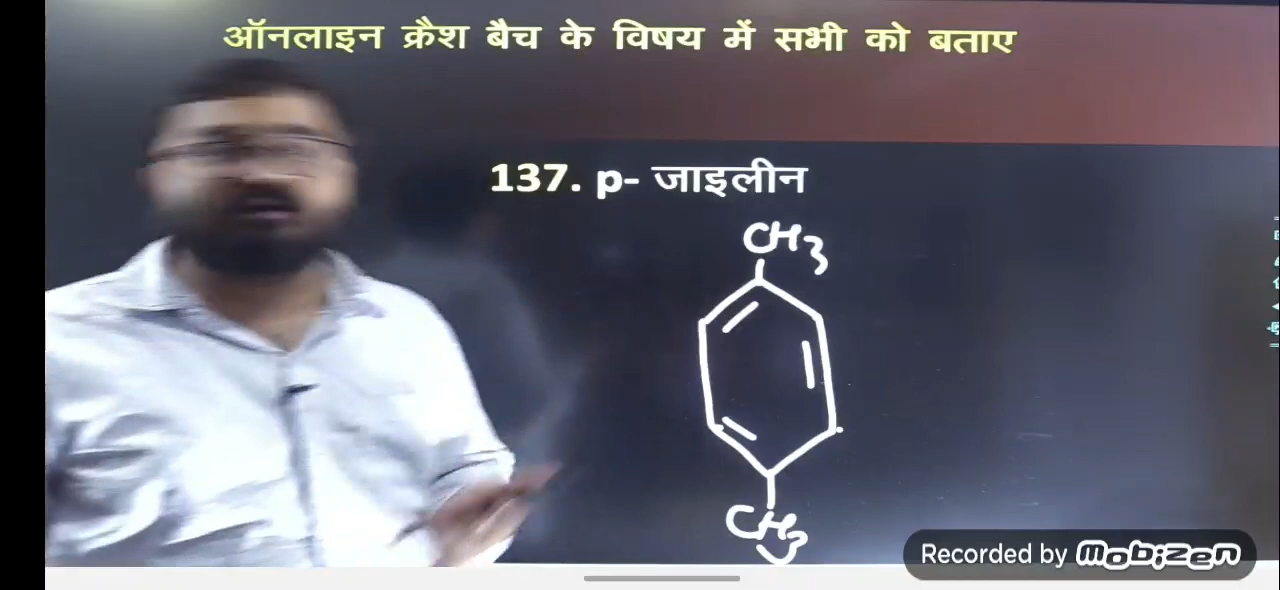 ऑनलाइन क्रैश बैच के विषय में सभी को बताए
137. p- जाइलीन
CH3
CH3
Recorded by Mobizen